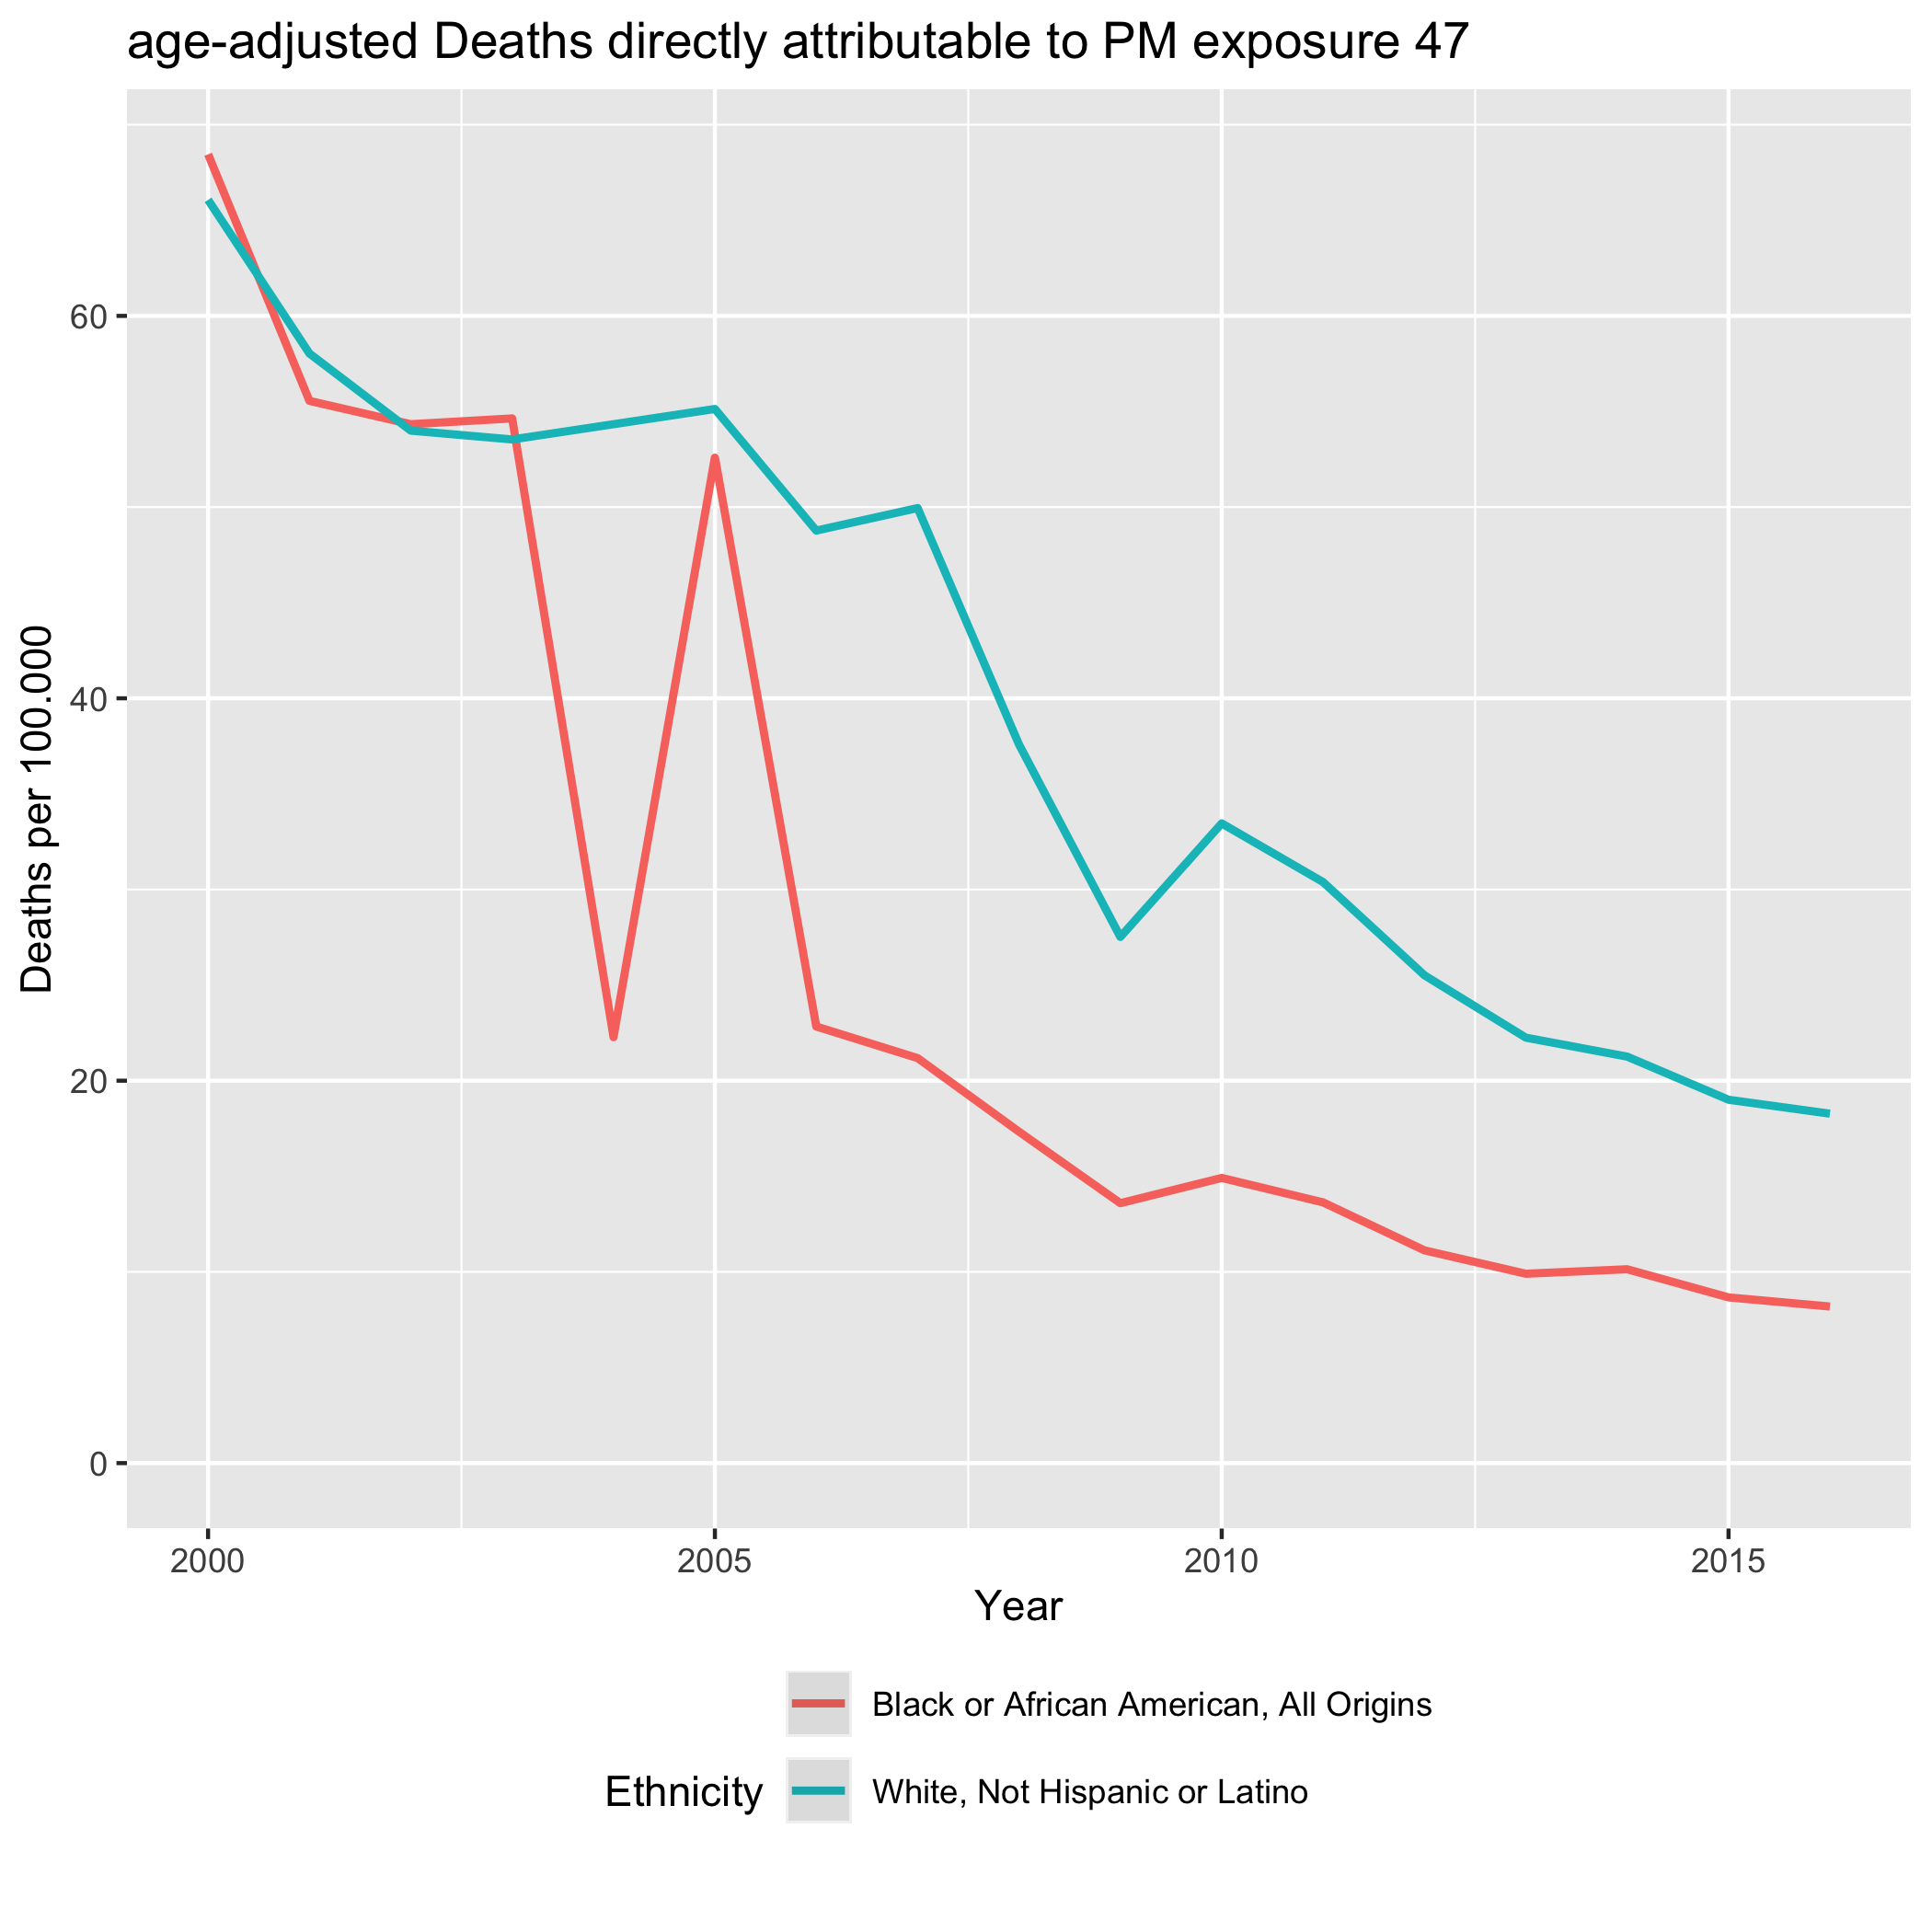 age-adjusted Deaths directly attributable to PM exposure 47
Deaths per 100.000
60
40
20
0
2000 2005 2010 2015
Year
Ethnicity
Black or African American, All Origins
White, Not Hispanic or Latino